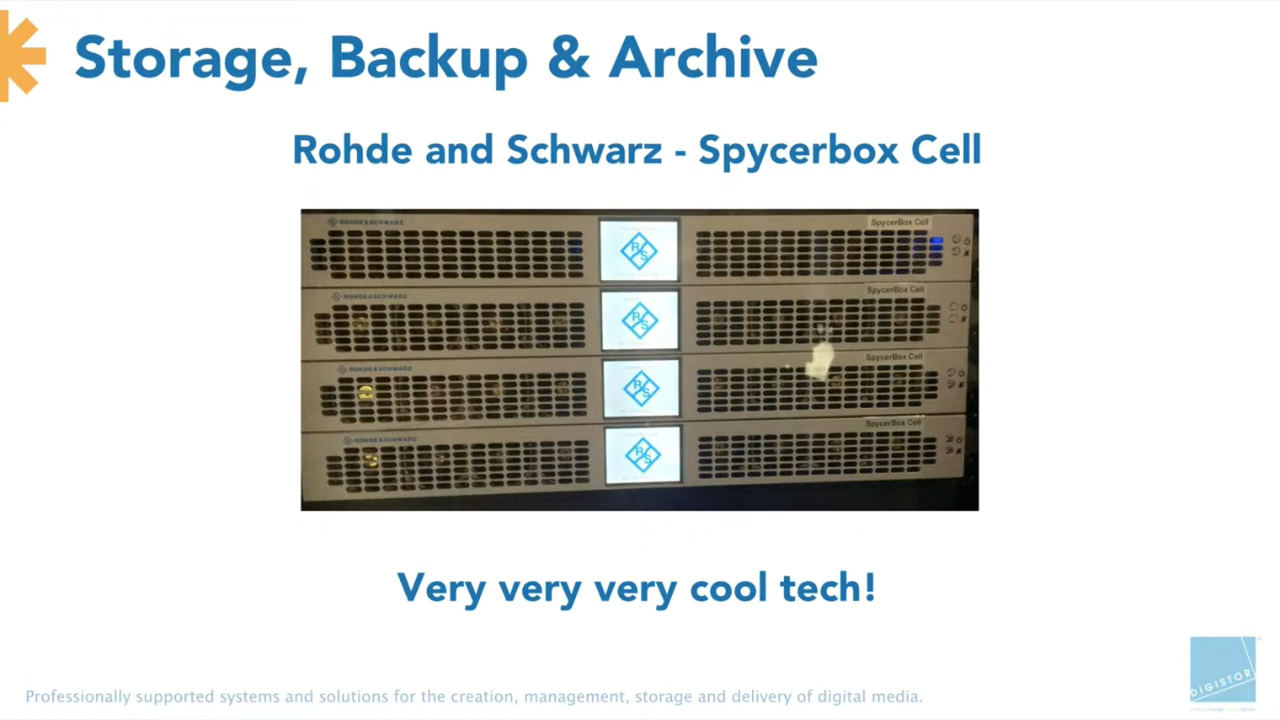 Storage, Backup & Archive
Rohde and Schwarz - Spycerbox Cell
ROHDE&SCHWARZ
SpycerBox Cell
R S
ROHDE&SCHWARZ
SpycerBox Cell
R S
ROHDE&SCHWARZ
SpycerBox Cell
R S
ROHDE&SCHWARZ
SpycerBox Cell
R S
Very very very cool tech!
DIGISTOR
Professionally supported systems and solutions for the creation, management, storage and delivery of digital media.